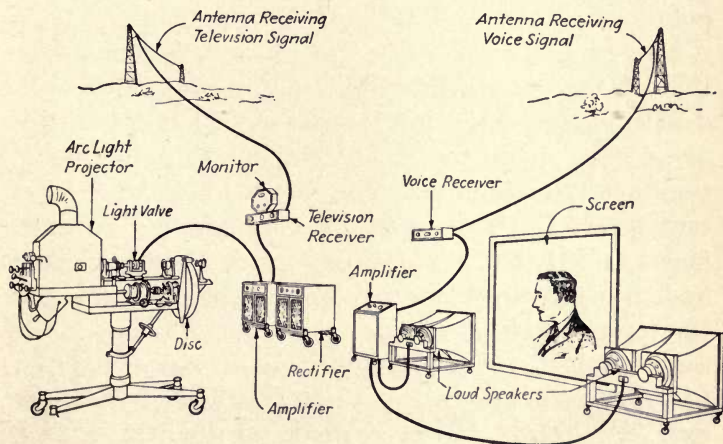 Antenna Receiving
Television Signal
Antenna Receiving
Voice Signal
Arc Light
Projector
Monitor
Light Valve
Television
Receiver
Voice Receiver
Screen
Amplifier
Disc
Rectifier
Amplifier
Loud Speakers